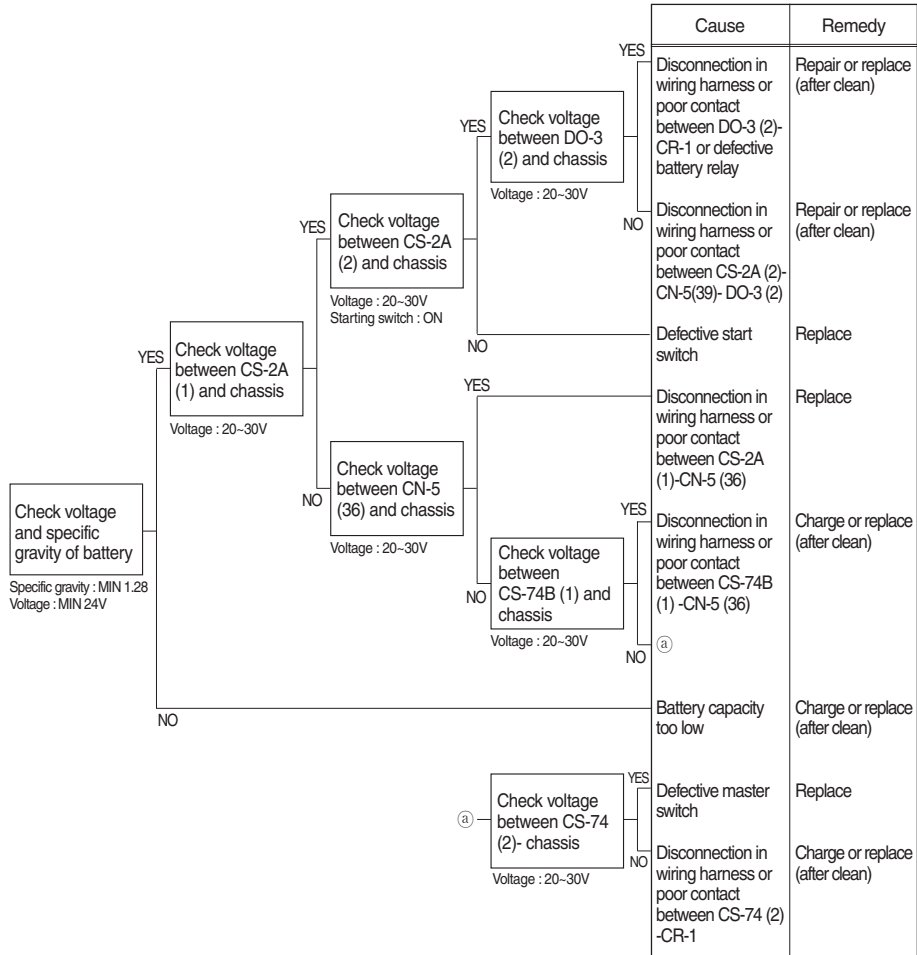 Cause
Remedy
YES
Disconnection in
wiring harness or
poor contact
between DO-3 (2)-
CR-1 or defective
battery relay
Repair or replace
(after clean)
YES
Check voltage
between DO-3
(2) and chassis
Voltage : 20~30V
NO
Disconnection in
wiring harness or
poor contact
between CS-2A (2)-
CN-5(39)- DO-3 (2)
Repair or replace
(after clean)
YES
Check voltage
between CS-2A
(2) and chassis
Voltage : 20~30V
Starting switch : ON
NO
Defective start
switch
Replace
YES
Check voltage
between CS-2A
(1) and chassis
Voltage : 20~30V
YES
Disconnection in
wiring harness or
poor contact
between CS-2A
(1)-CN-5 (36)
Replace
NO
Check voltage
between CN-5
(36) and chassis
Voltage : 20~30V
Check voltage
and specific
gravity of battery
Specific gravity : MIN 1.28
Voltage : MIN 24V
YES
Disconnection in
wiring harness or
poor contact
between CS-74B
(1) -CN-5 (36)
Charge or replace
(after clean)
NO
Check voltage
between
CS-74B (1) and
chassis
Voltage : 20~30V
NO
ⓐ
NO
Battery capacity
too low
Charge or replace
(after clean)
ⓐ
Check voltage
between CS-74
(2)- chassis
Voltage : 20~30V
YES
Defective master
switch
Replace
NO
Disconnection in
wiring harness or
poor contact
between CS-74 (2)
-CR-1
Charge or replace
(after clean)